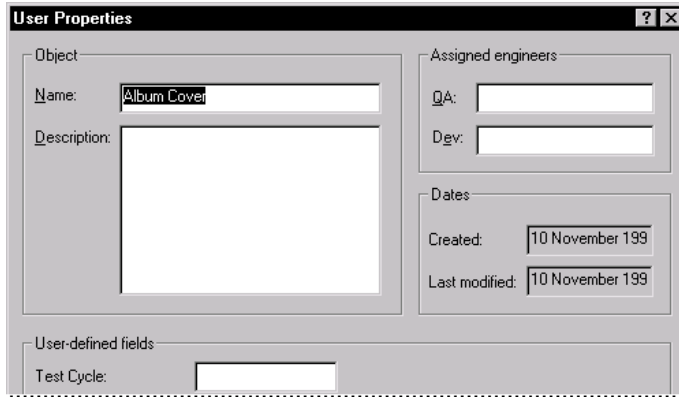 User Properties
Object
Name: Album Cover
Description:
Assigned engineers
QA:
Dev:
Dates
Created: 10 November 199
Last modified: 10 November 199
User-defined fields
Test Cycle: